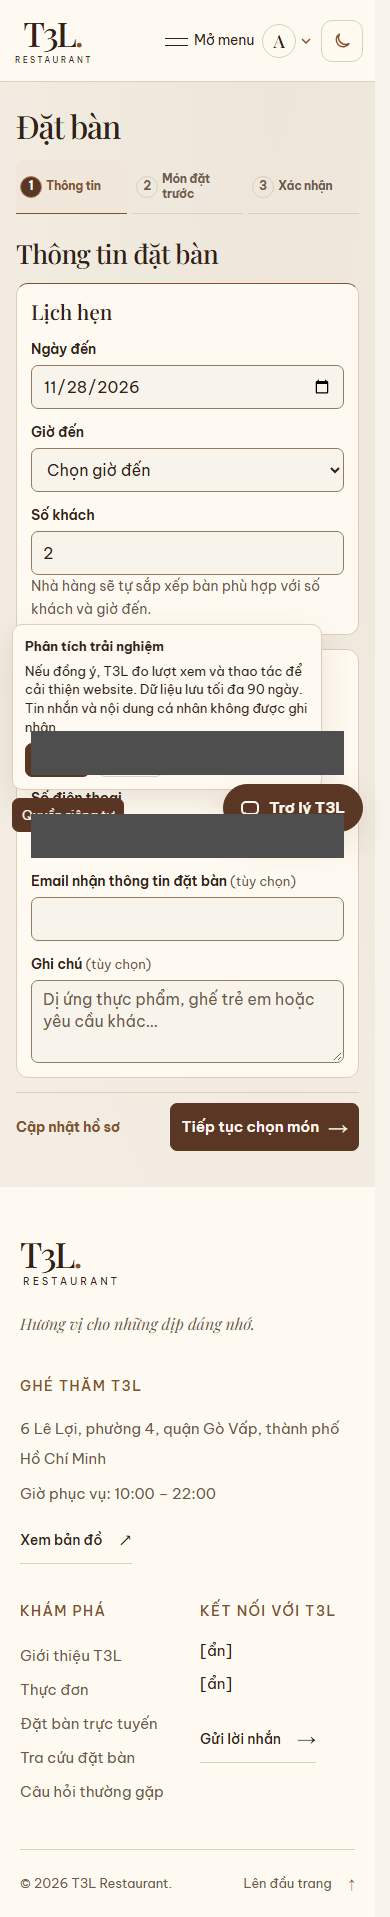 T3L.
RESTAURANT
Mở menu
A
Đặt bàn
1 Thông tin
2 Món đặt trước
3 Xác nhận
Thông tin đặt bàn
Lịch hẹn
Ngày đến
11/28/2026
Giờ đến
Chọn giờ đến
Số khách
2
Nhà hàng sẽ tự sắp xếp bàn phù hợp với số
khách và giờ đến.
Phân tích trải nghiệm
Nếu đồng ý, T3L đo lượt xem và thao tác để
cải thiện website. Dữ liệu lưu tối đa 90 ngày.
Tin nhắn và nội dung cá nhân không được ghi
nhận
Số điện thoại
Trợ lý T3L
Email nhận thông tin đặt bàn (tùy chọn)
Ghi chú (tùy chọn)
Dị ứng thực phẩm, ghế trẻ em hoặc
yêu cầu khác...
Cập nhật hồ sơ
Tiếp tục chọn món →
T3L.
RESTAURANT
Hương vị cho những dịp đáng nhớ.
GHÉ THĂM T3L
6 Lê Lợi, phường 4, quận Gò Vấp, thành phố
Hồ Chí Minh
Giờ phục vụ: 10:00 – 22:00
Xem bản đồ ↗
KHÁM PHÁ
Giới thiệu T3L
Thực đơn
Đặt bàn trực tuyến
Tra cứu đặt bàn
Câu hỏi thường gặp
KẾT NỐI VỚI T3L
[ẩn]
[ẩn]
Gửi lời nhắn →
© 2026 T3L Restaurant.
Lên đầu trang ↑